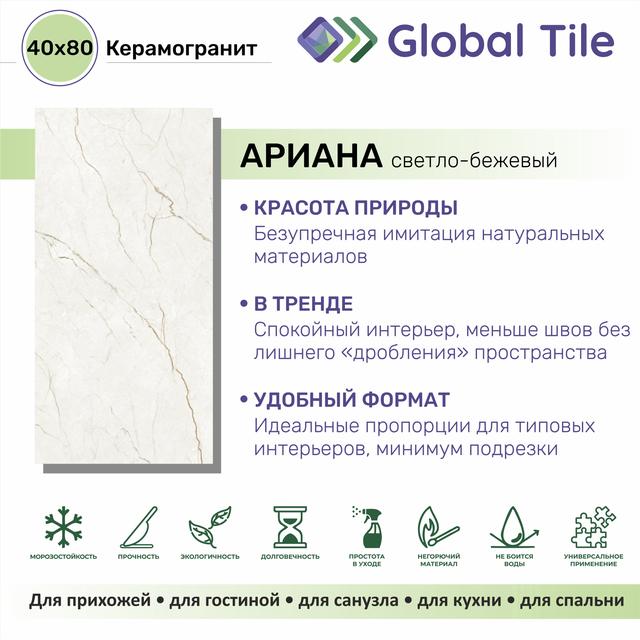 40x80 Керамогранит
Global Tile
АРИАНА светло-бежевый
• КРАСОТА ПРИРОДЫ
Безупречная имитация натуральных
материалов
• В ТРЕНДЕ
Спокойный интерьер, меньше швов без
лишнего «дробления» пространства
• УДОБНЫЙ ФОРМАТ
Идеальные пропорции для типовых
интерьеров, минимум подрезки
МОРОЗОСТОЙКОСТЬ
ПРОЧНОСТЬ
ЭКОЛОГИЧНОСТЬ
ДОЛГОВЕЧНОСТЬ
ПРОСТОТА
В УХОДЕ
НЕГОРЮЧИЙ
МАТЕРИАЛ
НЕ БОИТСЯ
ВОДЫ
УНИВЕРСАЛЬНОЕ
ПРИМЕНЕНИЕ
Для прихожей • для гостиной • для санузла • для кухни • для спальни